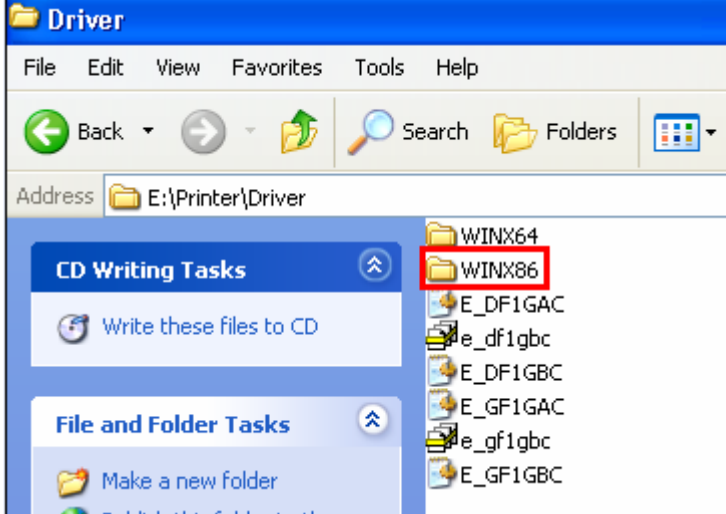 Driver
File Edit View Favorites Tools Help
Back Search Folders
Address E:\Printer\Driver
CD Writing Tasks
Write these files to CD
File and Folder Tasks
Make a new folder
WINX64
WINX86
E_DF1GAC
e_df1gbc
E_DF1GBC
E_GF1GAC
e_gf1gbc
E_GF1GBC